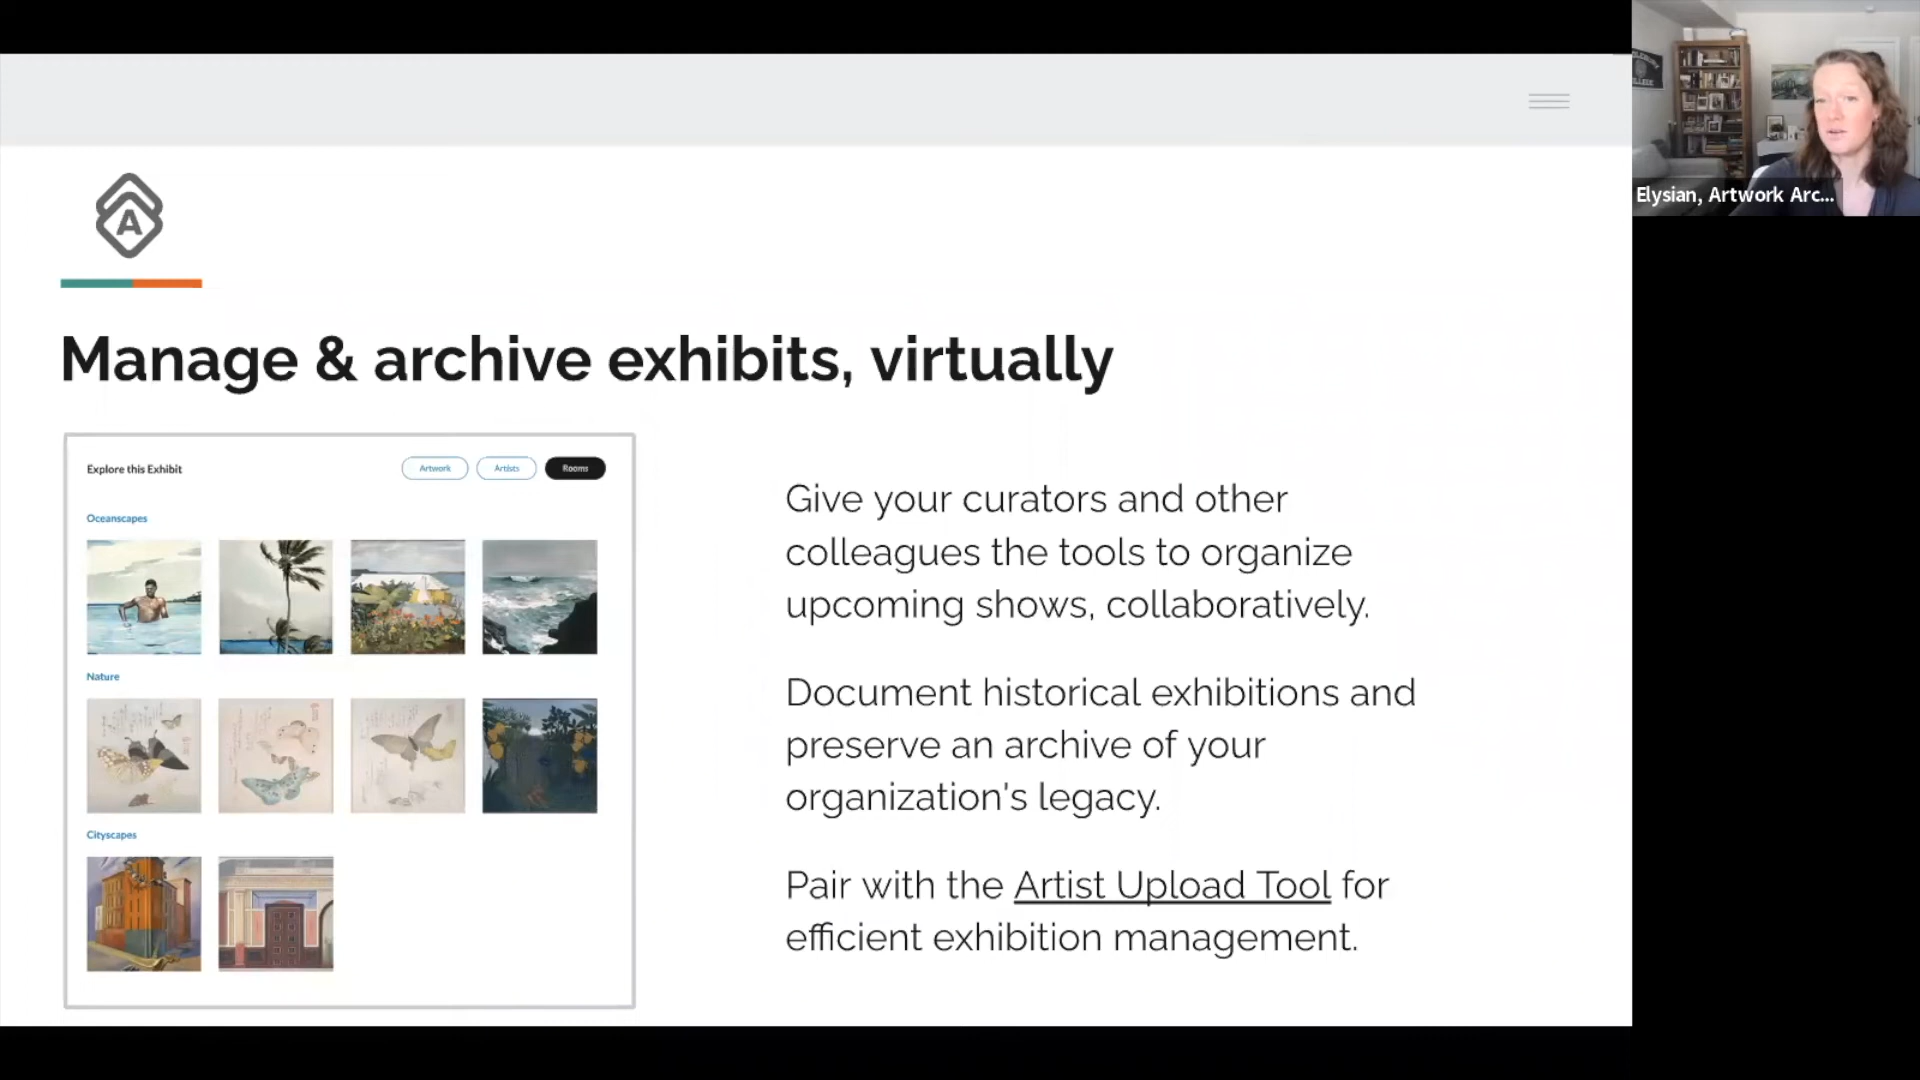 Elysian, Artwork Arc...
A
Manage & archive exhibits, virtually
Explore this Exhibit
Artwork
Artists
Rooms
Oceanscapes
Nature
Cityscapes
Give your curators and other
colleagues the tools to organize
upcoming shows, collaboratively.
Document historical exhibitions and
preserve an archive of your
organization's legacy.
Pair with the Artist Upload Tool for
efficient exhibition management.